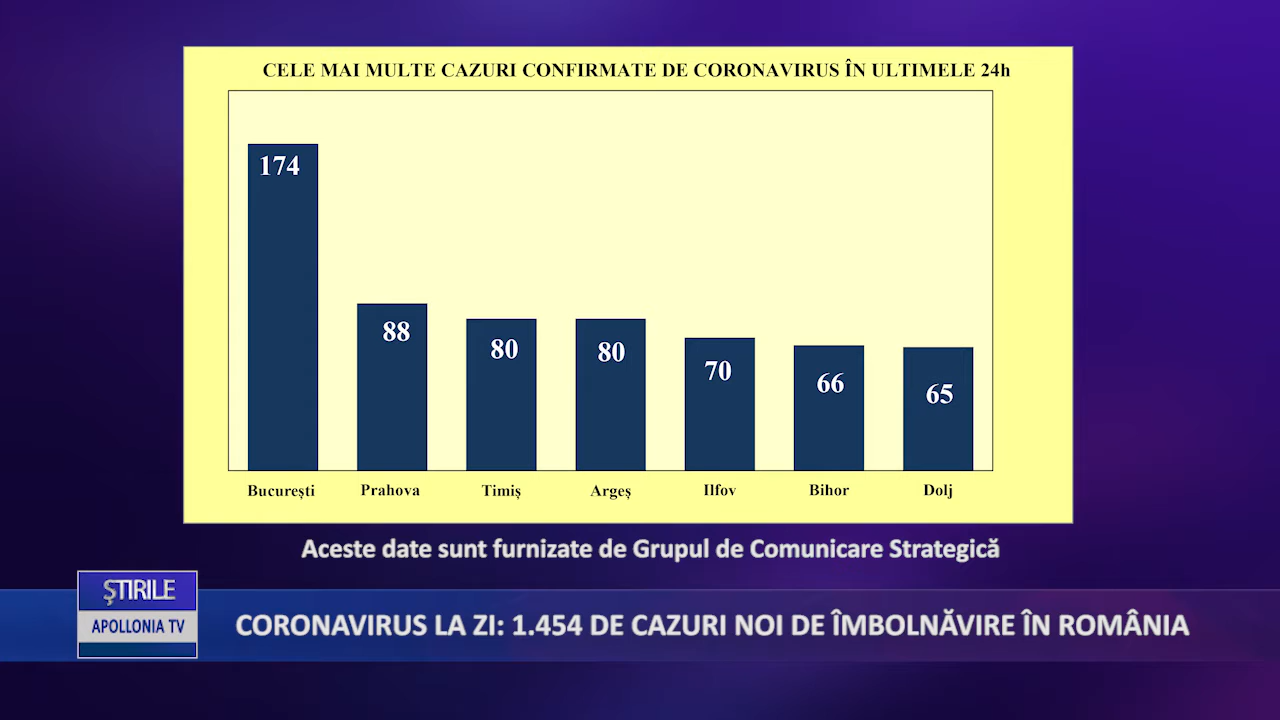 CELE MAI MULTE CAZURI CONFIRMATE DE CORONAVIRUS ÎN ULTIMELE 24h
174
88
80
80
70
66
65
București
Prahova
Timiș
Argeș
Ilfov
Bihor
Dolj
Aceste date sunt furnizate de Grupul de Comunicare Strategică
ŞTIRILE
APOLLONIA TV
CORONAVIRUS LA ZI: 1.454 DE CAZURI NOI DE ÎMBOLNĂVIRE ÎN ROMÂNIA